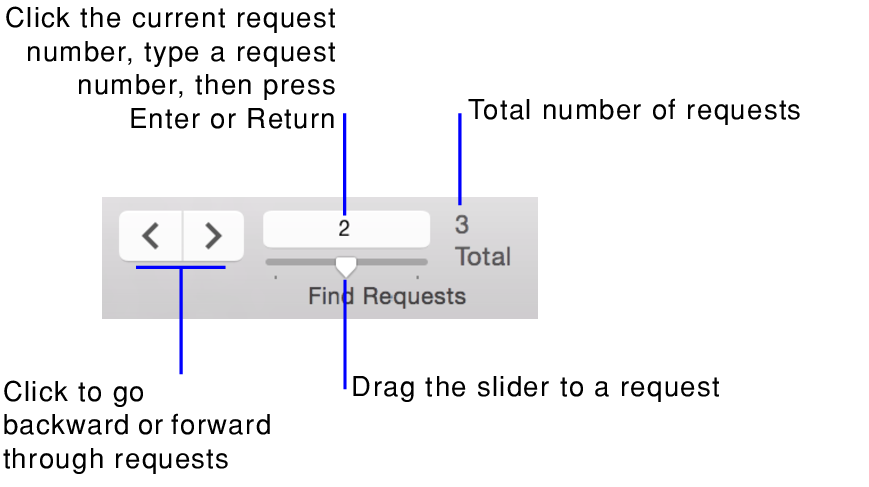 Click the current request
number, type a request
number, then press
Enter or Return
Total number of requests
2
3
Total
Find Requests
Drag the slider to a request
Click to go
backward or forward
through requests